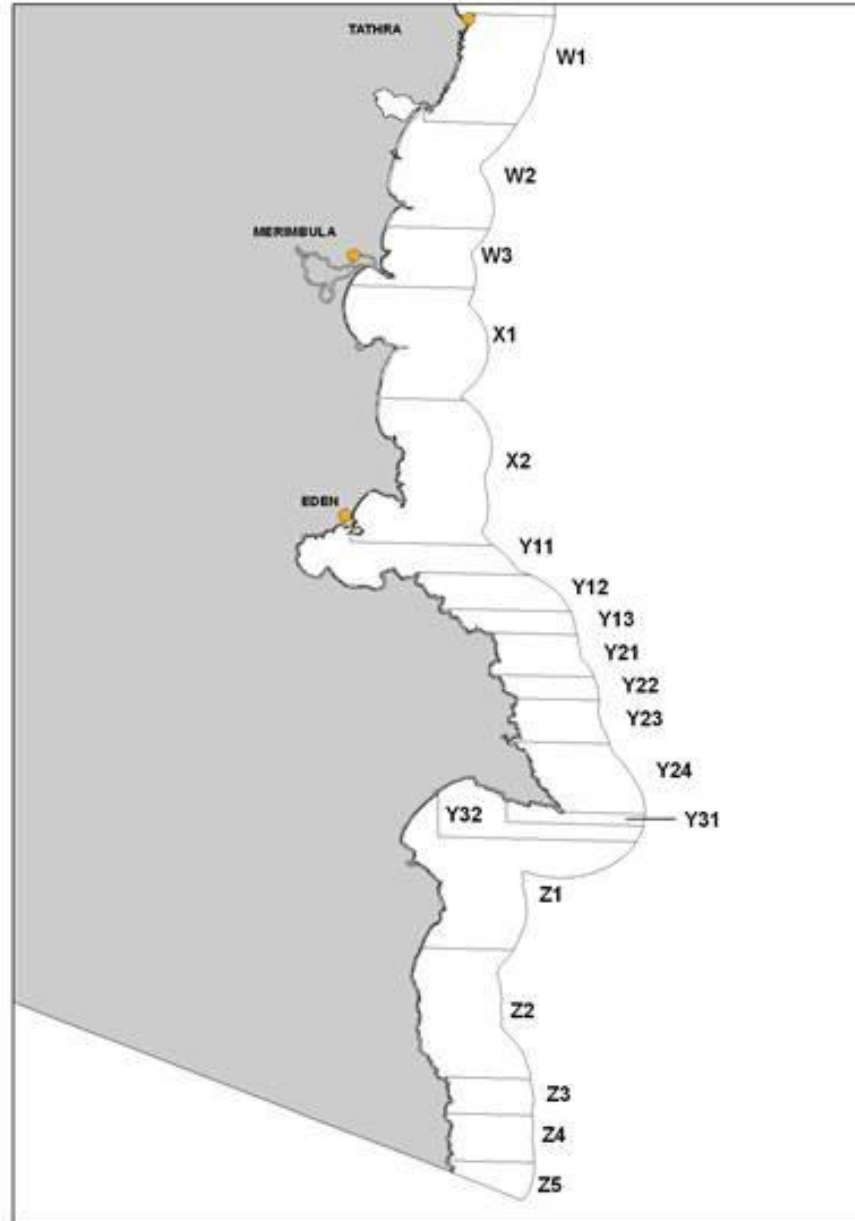 TATHRA
W1
W2
MERIMBULA
W3
X1
X2
EDEN
Y11
Y12
Y13
Y21
Y22
Y23
Y24
Y32
Y31
Z1
Z2
Z3
Z4
Z5